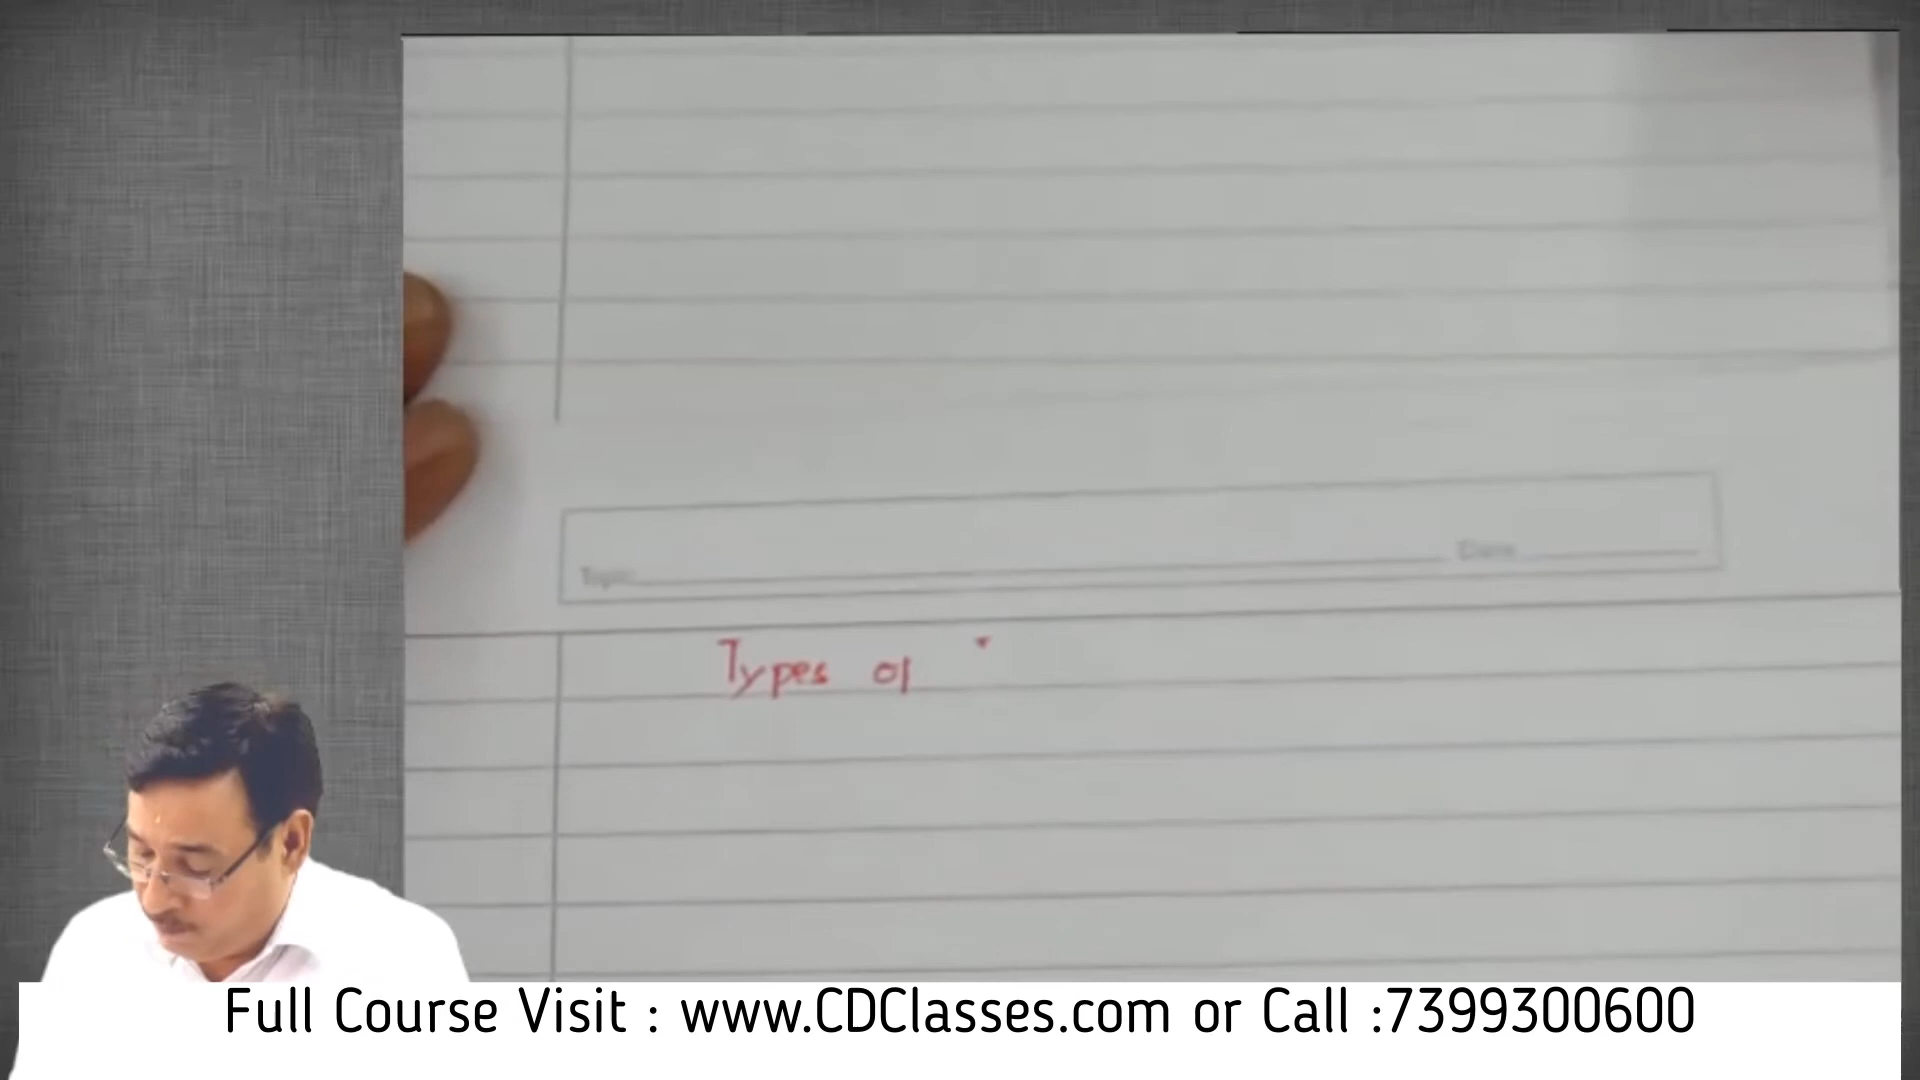 Topic Date
Types of
Full Course Visit : www.CDClasses.com or Call :7399300600